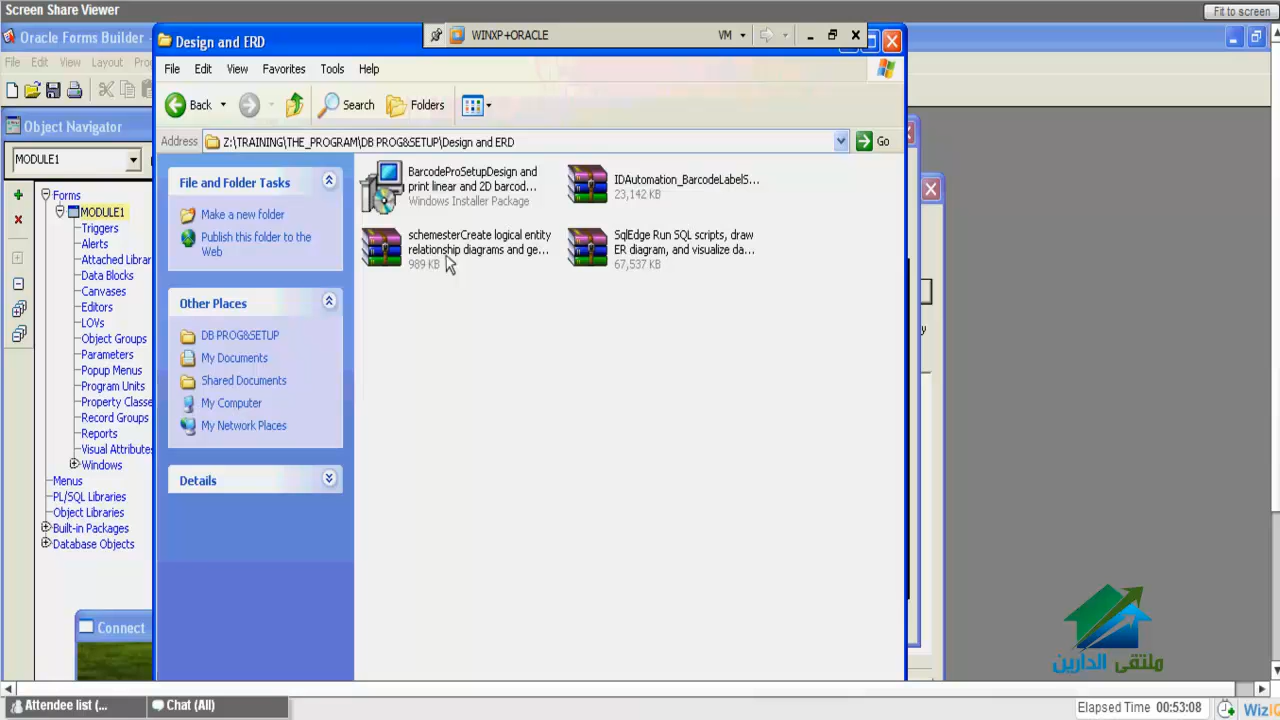 Screen Share Viewer
Fit to screen
Oracle Forms Builder -
File Edit View Layout
Object Navigator
MODULE1
Forms
MODULE1
Triggers
Alerts
Attached Librar
Data Blocks
Canvases
Editors
LOVs
Object Groups
Parameters
Popup Menus
Program Units
Property Classe
Record Groups
Reports
Visual Attributes
Windows
Menus
PL/SQL Libraries
Object Libraries
Built-in Packages
Database Objects
Connect
Design and ERD
WINXP+ORACLE
VM
File Edit View Favorites Tools Help
Back
Search
Folders
Address
Z:\TRAINING\THE_PROGRAM\DB PROG&SETUP\Design and ERD
Go
File and Folder Tasks
Make a new folder
Publish this folder to the
Web
Other Places
DB PROG&SETUP
My Documents
Shared Documents
My Computer
My Network Places
Details
BarcodeProSetupDesign and
print linear and 2D barcod...
Windows Installer Package
IDAutomation_BarcodeLabelS...
23,142 KB
schemesterCreate logical entity
relationship diagrams and ge...
989 KB
SqlEdge Run SQL scripts, draw
ER diagram, and visualize da...
67,537 KB
ملتقى الدارين
Attendee list (...
Chat (All)
Elapsed Time 00:53:08
WizIQ